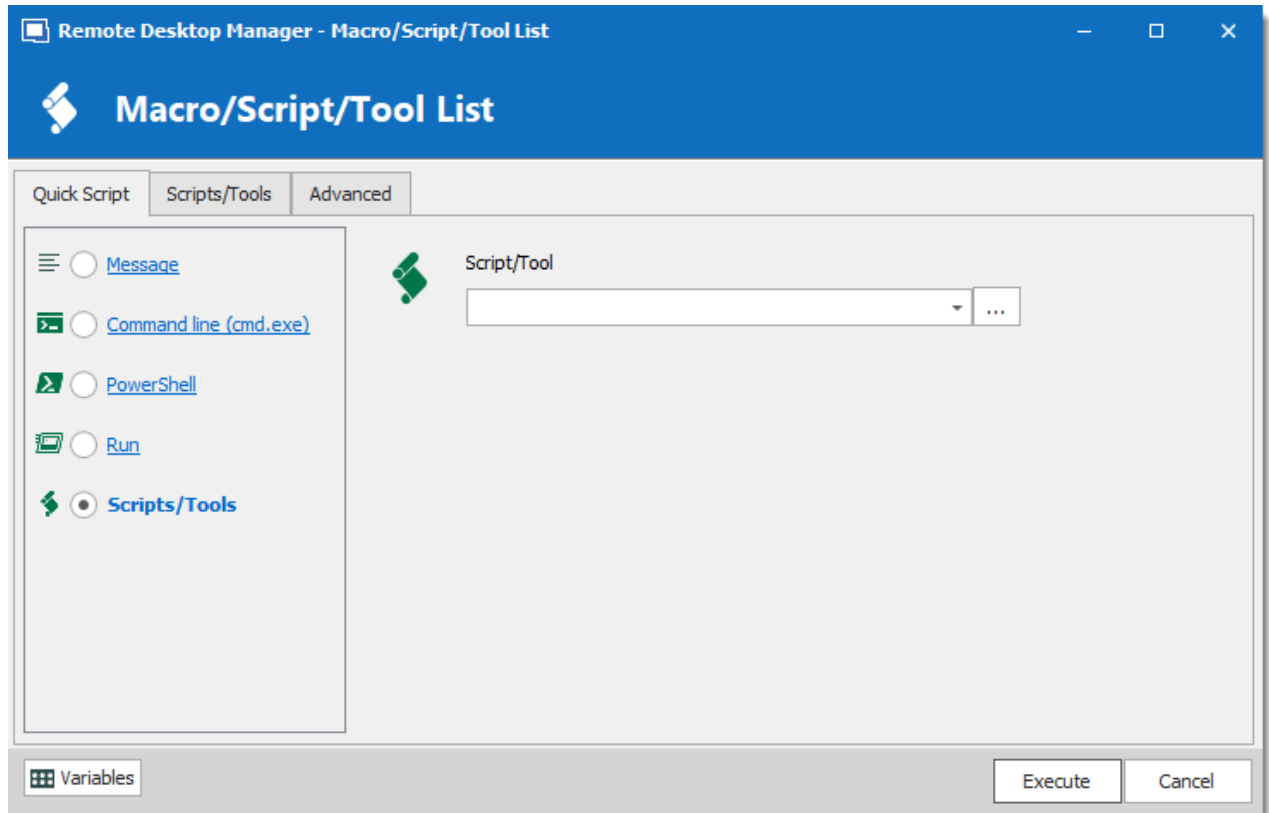 Remote Desktop Manager - Macro/Script/Tool List
Macro/Script/Tool List
Quick Script Scripts/Tools Advanced
Message
Command line (cmd.exe)
PowerShell
Run
Scripts/Tools
Script/Tool
...
Variables
Execute Cancel